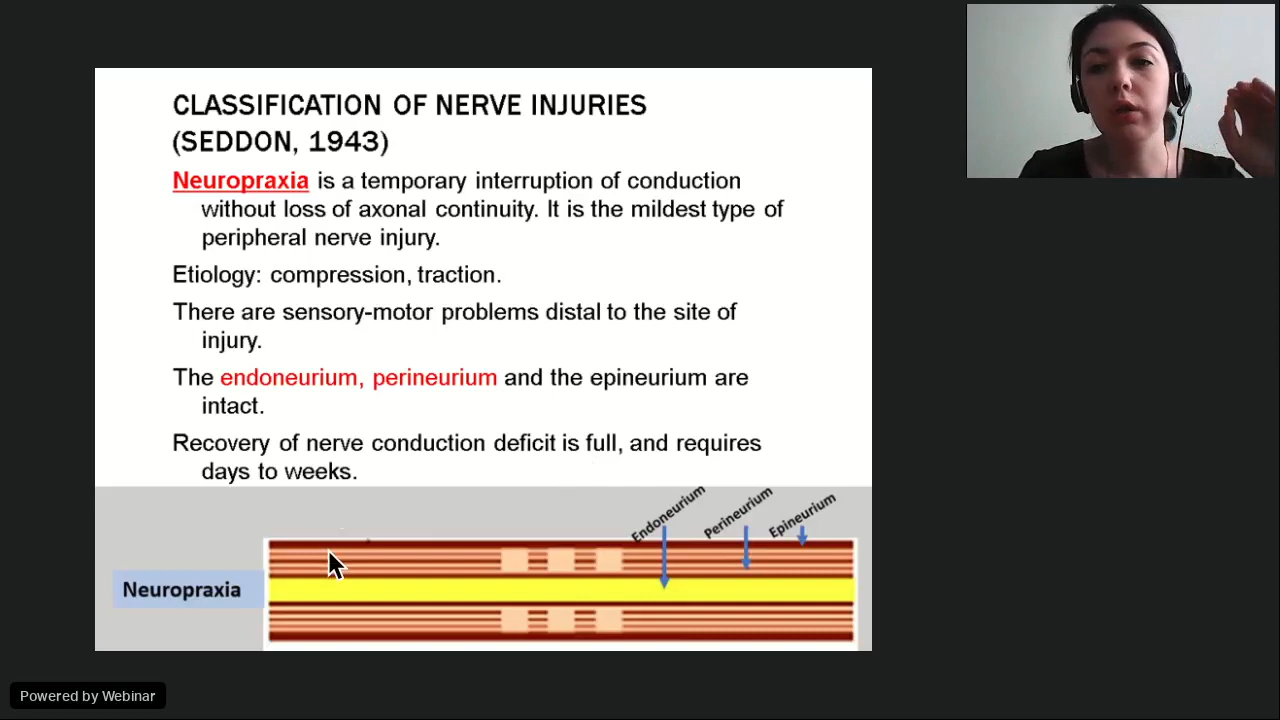 CLASSIFICATION OF NERVE INJURIES
(SEDDON, 1943)
Neuropraxia is a temporary interruption of conduction
without loss of axonal continuity. It is the mildest type of
peripheral nerve injury.
Etiology: compression, traction.
There are sensory-motor problems distal to the site of
injury.
The endoneurium, perineurium and the epineurium are
intact.
Recovery of nerve conduction deficit is full, and requires
days to weeks.
Endoneurium
Perineurium
Epineurium
Neuropraxia
Powered by Webinar